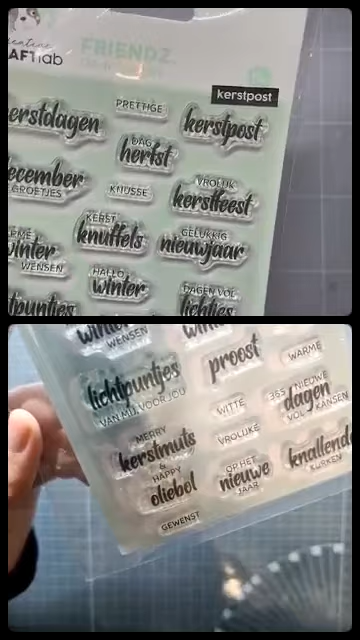 AFTlab
FRIENDZ.
kerstpost
PRETTIGE
erstdagen
kerstpost
DAG
herfst
ecember
GROETJES
KNUSSE
VROLIJK
kerstfeest
KERST
knuffels
GELUKKIG
nieuwjaar
winter
WENSEN
HALLO
winter
DAGEN VOL
lichtjes
WENSEN
proost
WARME
lichtpuntjes
VAN MIJ VOOR JOU
WITTE
365 NIEUWE
dagen
VOL KANSEN
MERRY
kerstmuts
&
HAPPY
oliebol
VROLIJKE
OP HET
nieuwe
JAAR
knallend
KURKEN
GEWENST